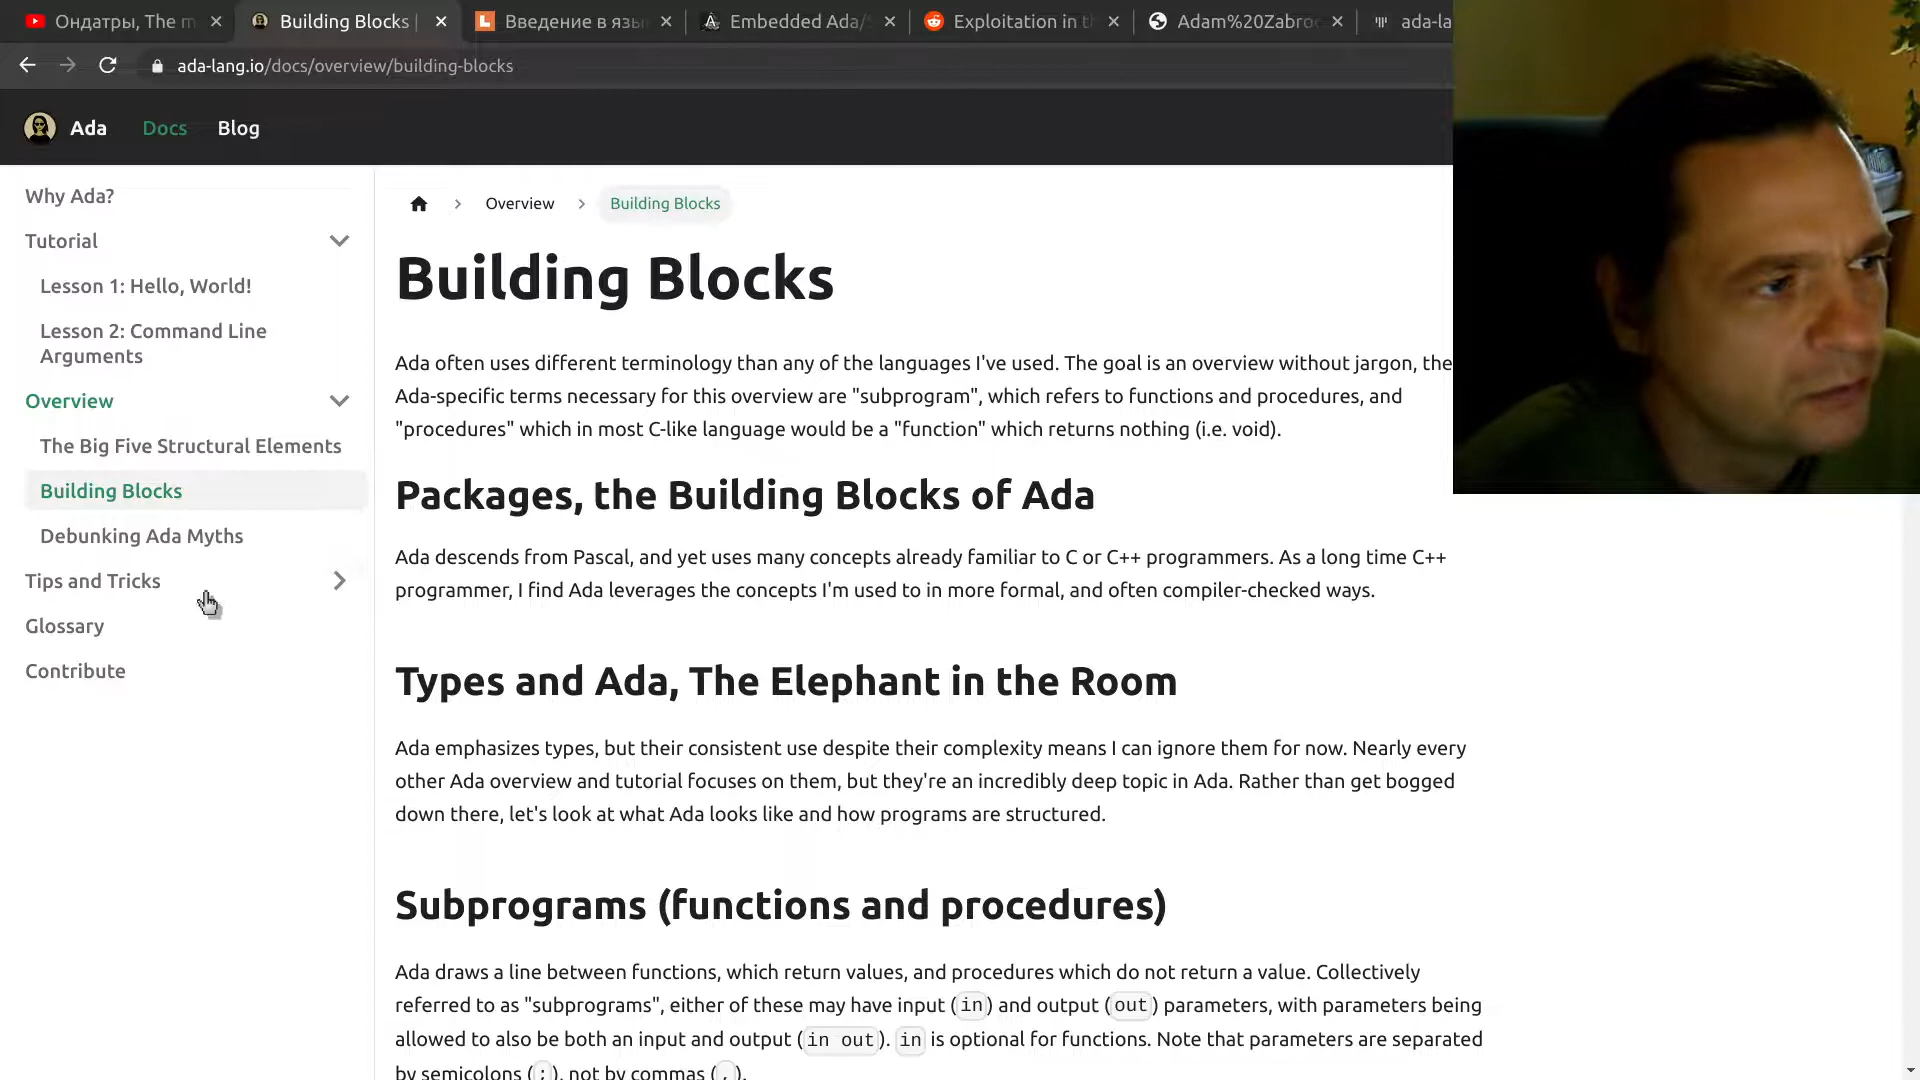 Ондатры, The m
Building Blocks |
Введение в язы
Embedded Ada/
Exploitation in th
Adam%20Zabroc
ada-la
ada-lang.io/docs/overview/building-blocks
Ada
Docs
Blog
Why Ada?
Tutorial
Lesson 1: Hello, World!
Lesson 2: Command Line
Arguments
Overview
The Big Five Structural Elements
Building Blocks
Debunking Ada Myths
Tips and Tricks
Glossary
Contribute
Overview
Building Blocks
Building Blocks
Ada often uses different terminology than any of the languages I've used. The goal is an overview without jargon, the
Ada-specific terms necessary for this overview are "subprogram", which refers to functions and procedures, and
"procedures" which in most C-like language would be a "function" which returns nothing (i.e. void).
Packages, the Building Blocks of Ada
Ada descends from Pascal, and yet uses many concepts already familiar to C or C++ programmers. As a long time C++
programmer, I find Ada leverages the concepts I'm used to in more formal, and often compiler-checked ways.
Types and Ada, The Elephant in the Room
Ada emphasizes types, but their consistent use despite their complexity means I can ignore them for now. Nearly every
other Ada overview and tutorial focuses on them, but they're an incredibly deep topic in Ada. Rather than get bogged
down there, let's look at what Ada looks like and how programs are structured.
Subprograms (functions and procedures)
Ada draws a line between functions, which return values, and procedures which do not return a value. Collectively
referred to as "subprograms", either of these may have input (in) and output (out) parameters, with parameters being
allowed to also be both an input and output (in out). in is optional for functions. Note that parameters are separated
by semicolons (;), not by commas (,).